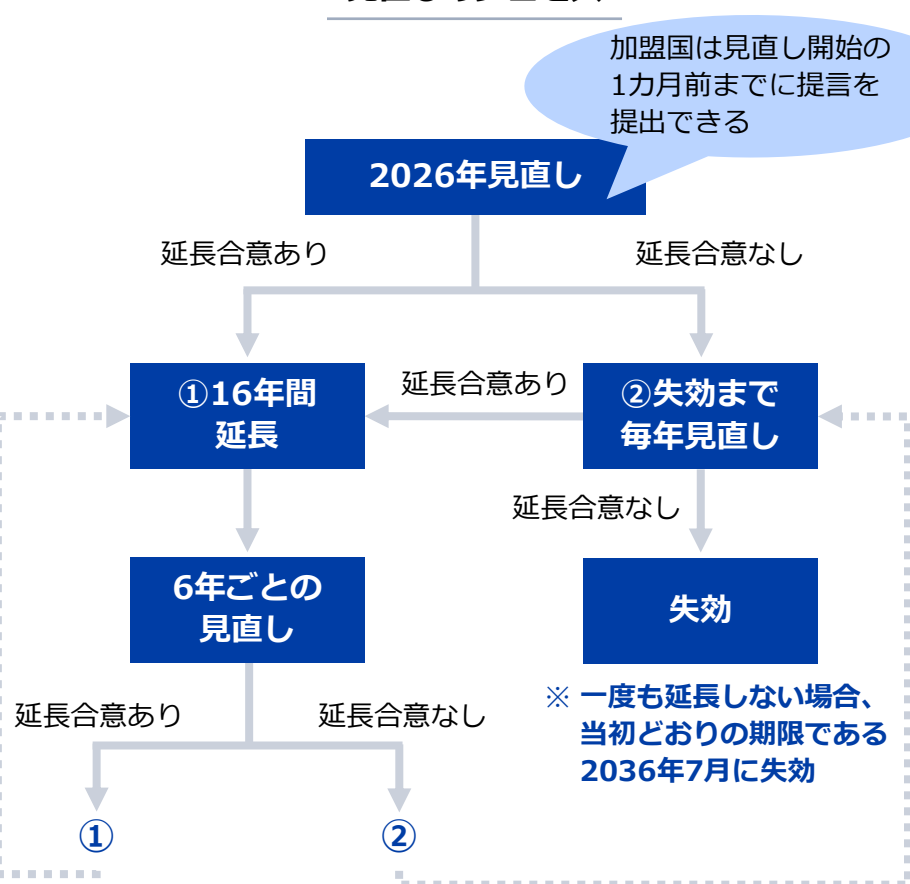 加盟国は見直し開始の
1カ月前までに提言を
提出できる
2026年見直し
延長合意あり
延長合意なし
①16年間
延長
延長合意あり
②失効まで
毎年見直し
延長合意なし
6年ごとの
見直し
失効
※ 一度も延長しない場合、
当初どおりの期限である
2036年7月に失効
延長合意あり
延長合意なし
①
②